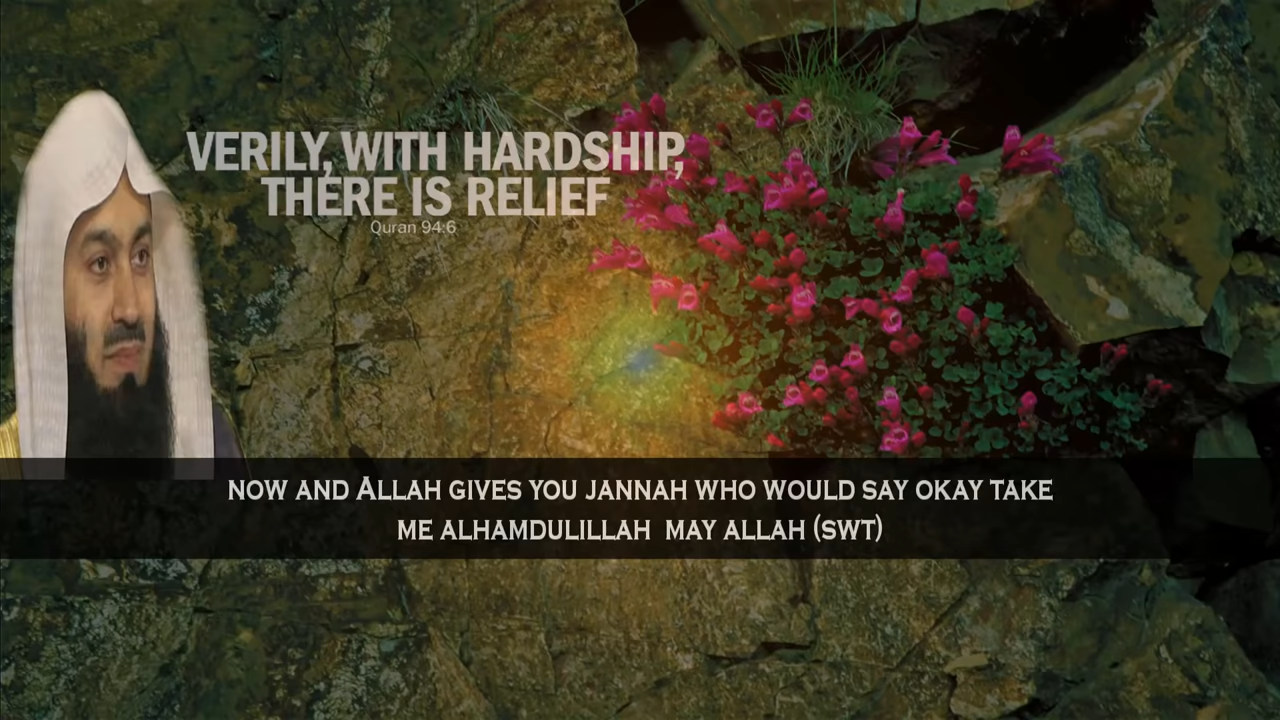 VERILY, WITH HARDSHIP,
THERE IS RELIEF
Quran 94:6
NOW AND ALLAH GIVES YOU JANNAH WHO WOULD SAY OKAY TAKE
ME ALHAMDULILLAH MAY ALLAH (SWT)